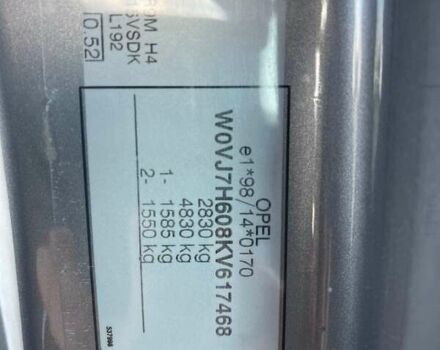 OPEL
e1*98/14*0170
W0VJ7H608KV617468
2830 kg
4830 kg
1- 1585 kg
2- 1550 kg
H4
SVSDK
L192
0.52